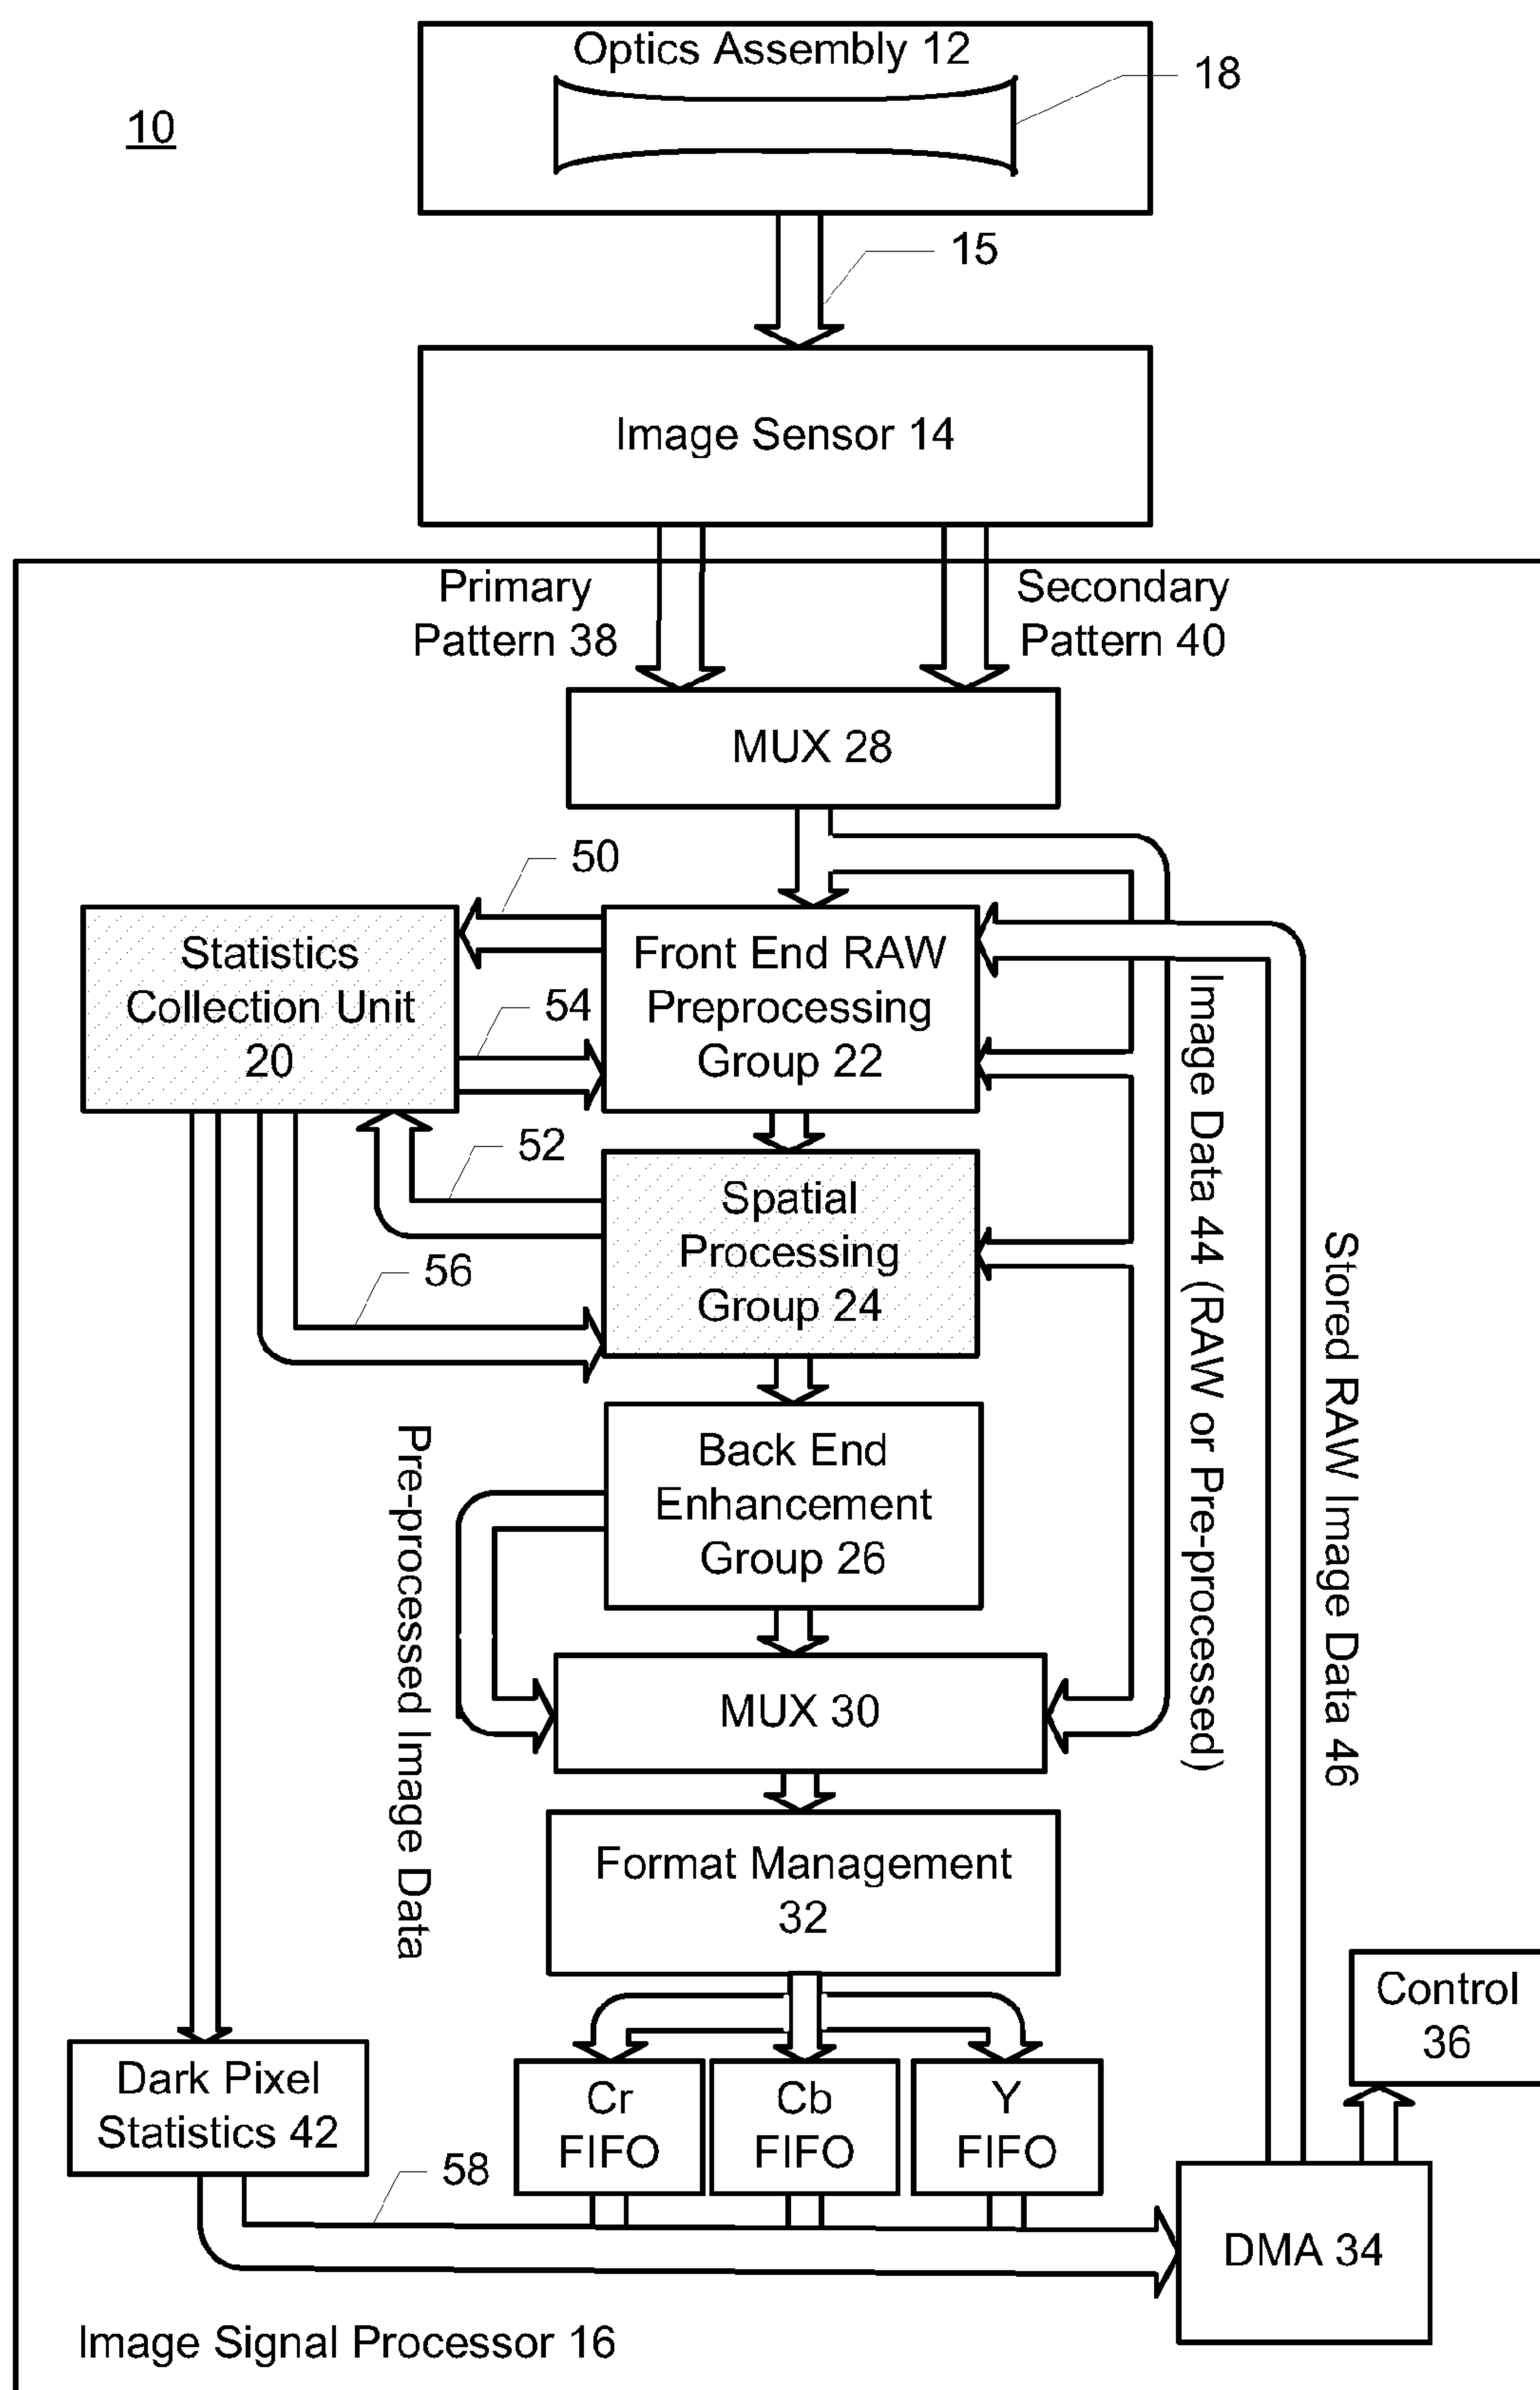 Optics Assembly 12
18
10
15
Image Sensor 14
Primary
Pattern 38
Secondary
Pattern 40
MUX 28
50
Statistics
Collection Unit
20
54
Front End RAW
Preprocessing
Group 22
52
56
Spatial
Processing
Group 24
Image Data 44 (RAW or Pre-processed)
Stored RAW Image Data 46
Back End
Enhancement
Group 26
Pre-processed Image Data
MUX 30
Format Management
32
Control
36
Dark Pixel
Statistics 42
Cr
FIFO
Cb
FIFO
Y
FIFO
58
DMA 34
Image Signal Processor 16